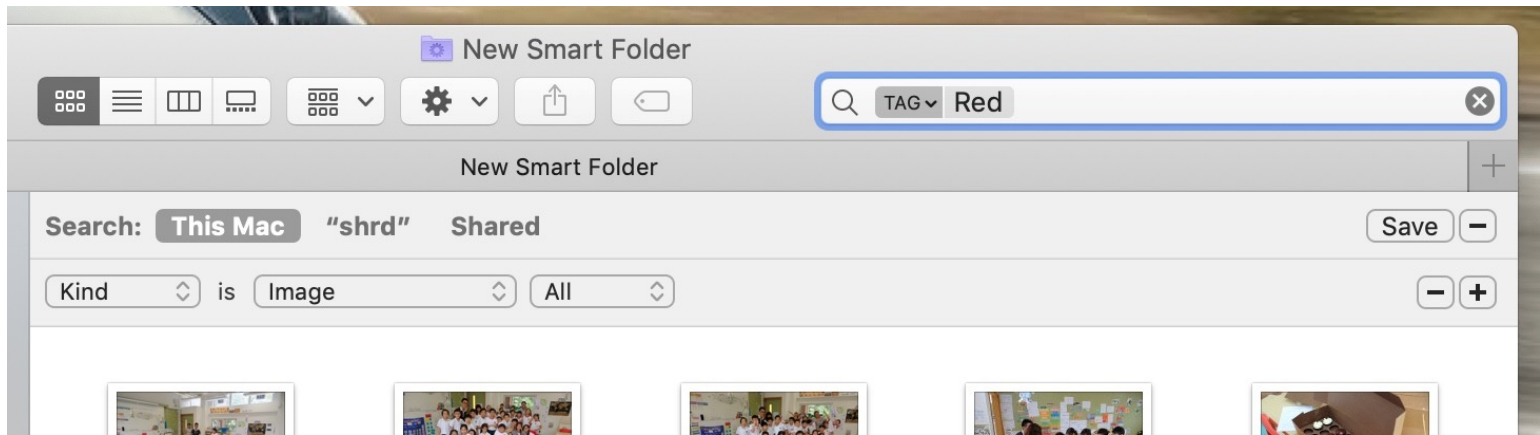 New Smart Folder
TAG Red
New Smart Folder
Search: This Mac “shrd” Shared
Save
Kind is Image All